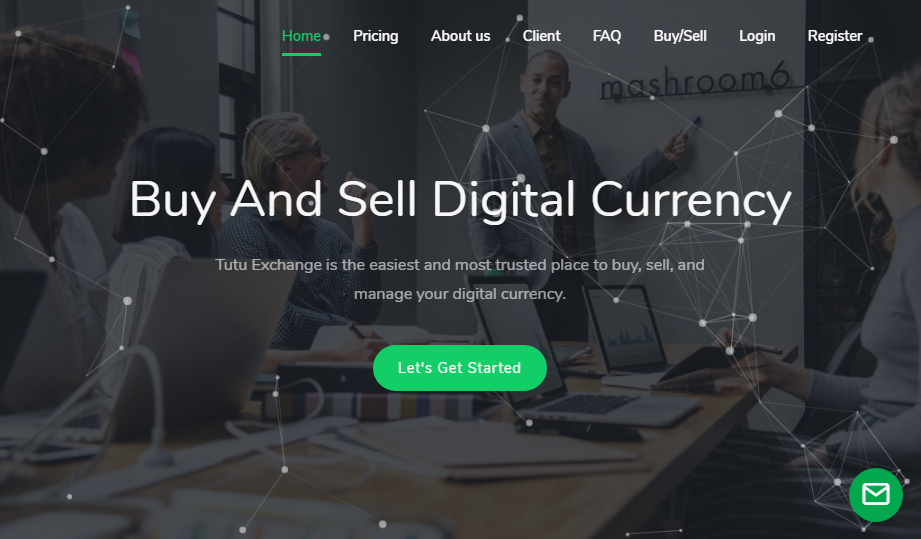 Home Pricing About us Client FAQ Buy/Sell Login Register
mashroom6
Buy And Sell Digital Currency
Tutu Exchange is the easiest and most trusted place to buy, sell, and
manage your digital currency.
Let's Get Started